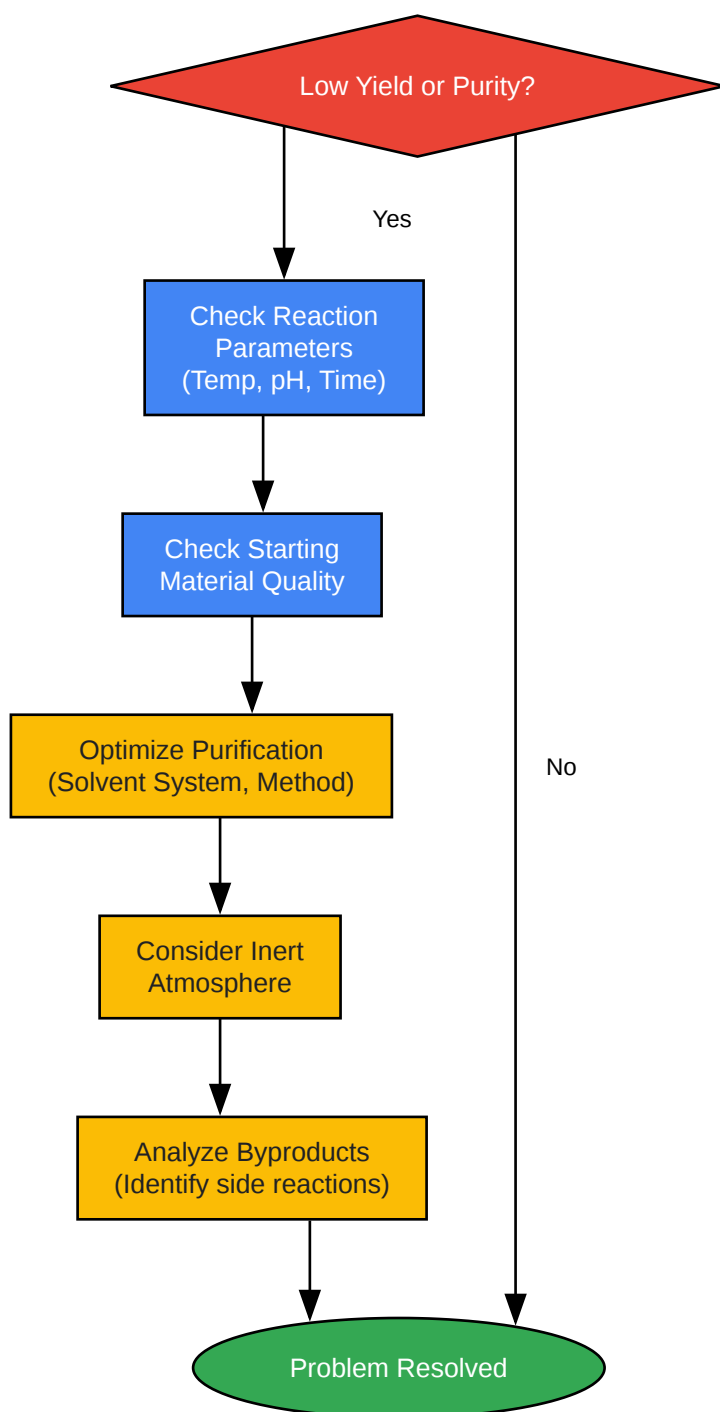 Low Yield or Purity?
Yes
Check Reaction
Parameters
(Temp, pH, Time)
Check Starting
Material Quality
Optimize Purification
(Solvent System, Method)
No
Consider Inert
Atmosphere
Analyze Byproducts
(Identify side reactions)
Problem Resolved